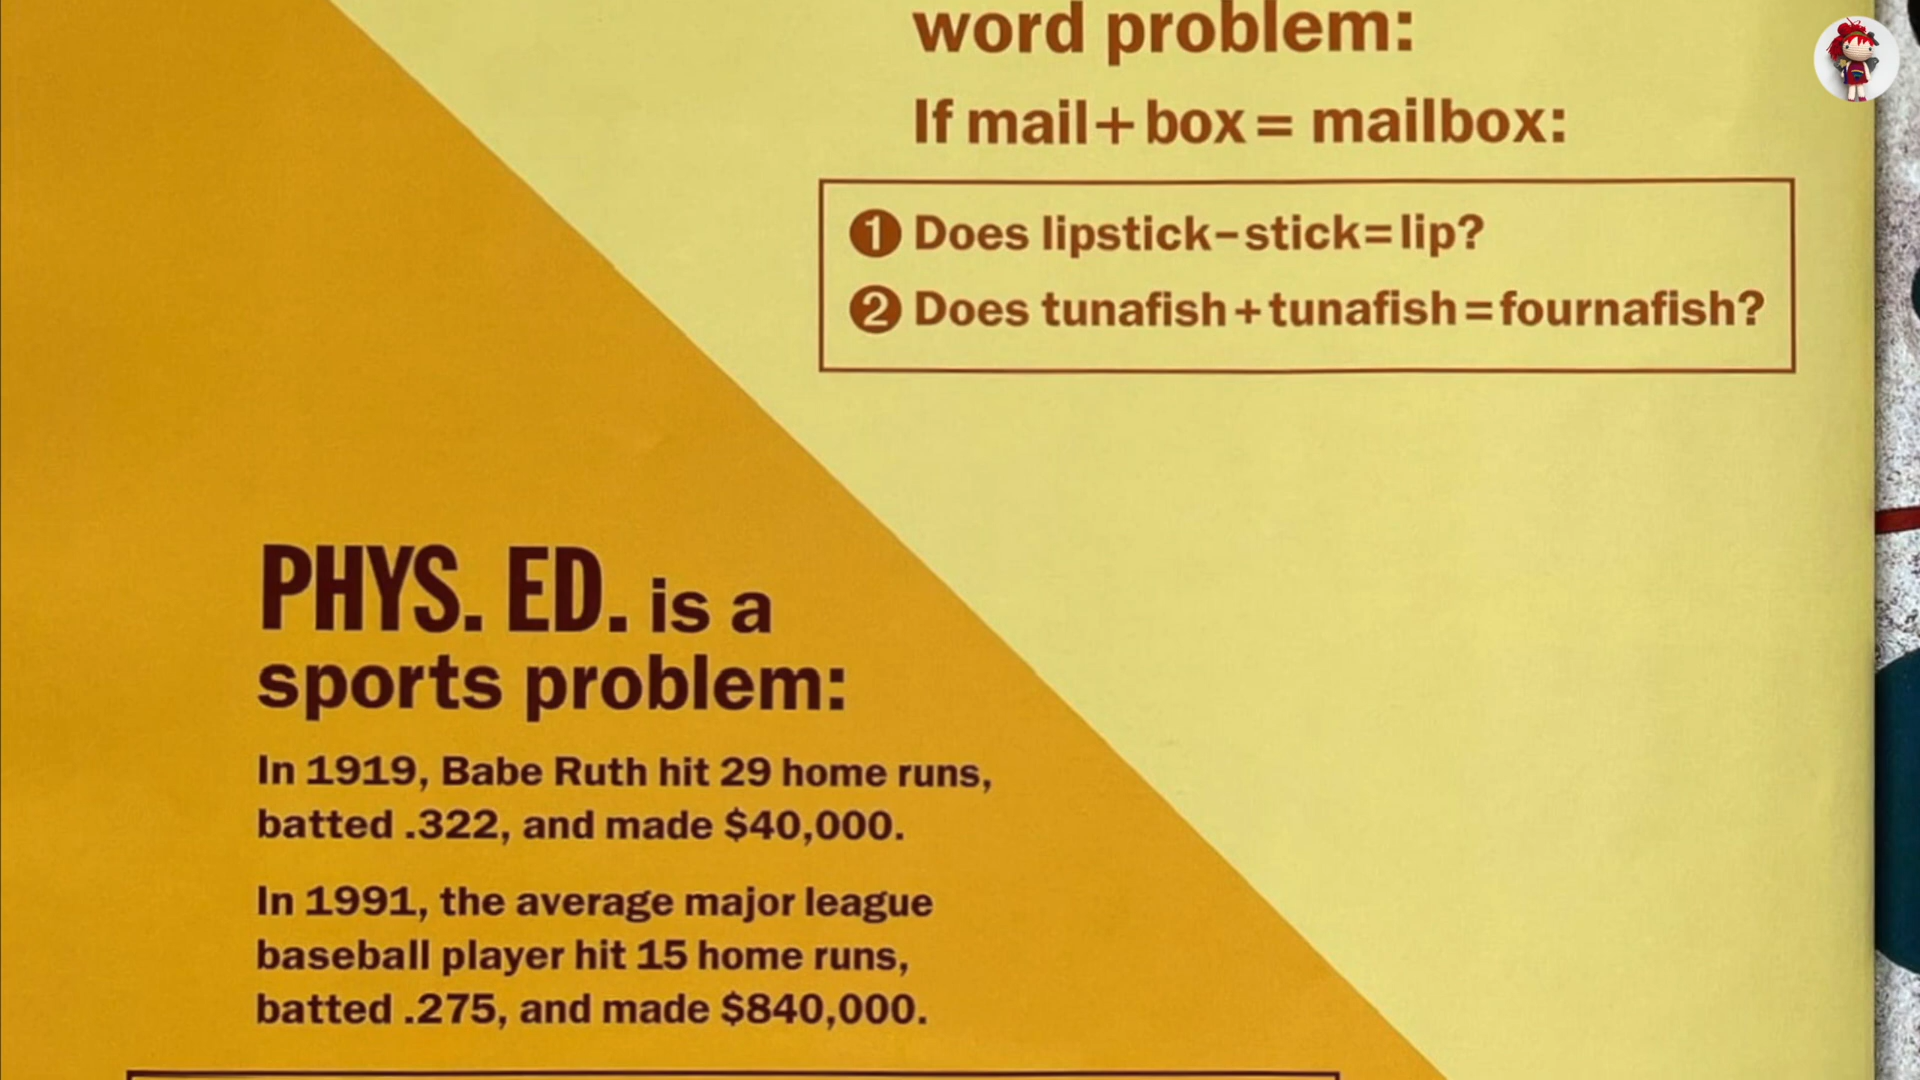 word problem:
If mail + box = mailbox:
1 Does lipstick – stick = lip?
2 Does tunafish + tunafish = fournafish?
PHYS. ED. is a
sports problem:
In 1919, Babe Ruth hit 29 home runs,
batted .322, and made $40,000.
In 1991, the average major league
baseball player hit 15 home runs,
batted .275, and made $840,000.